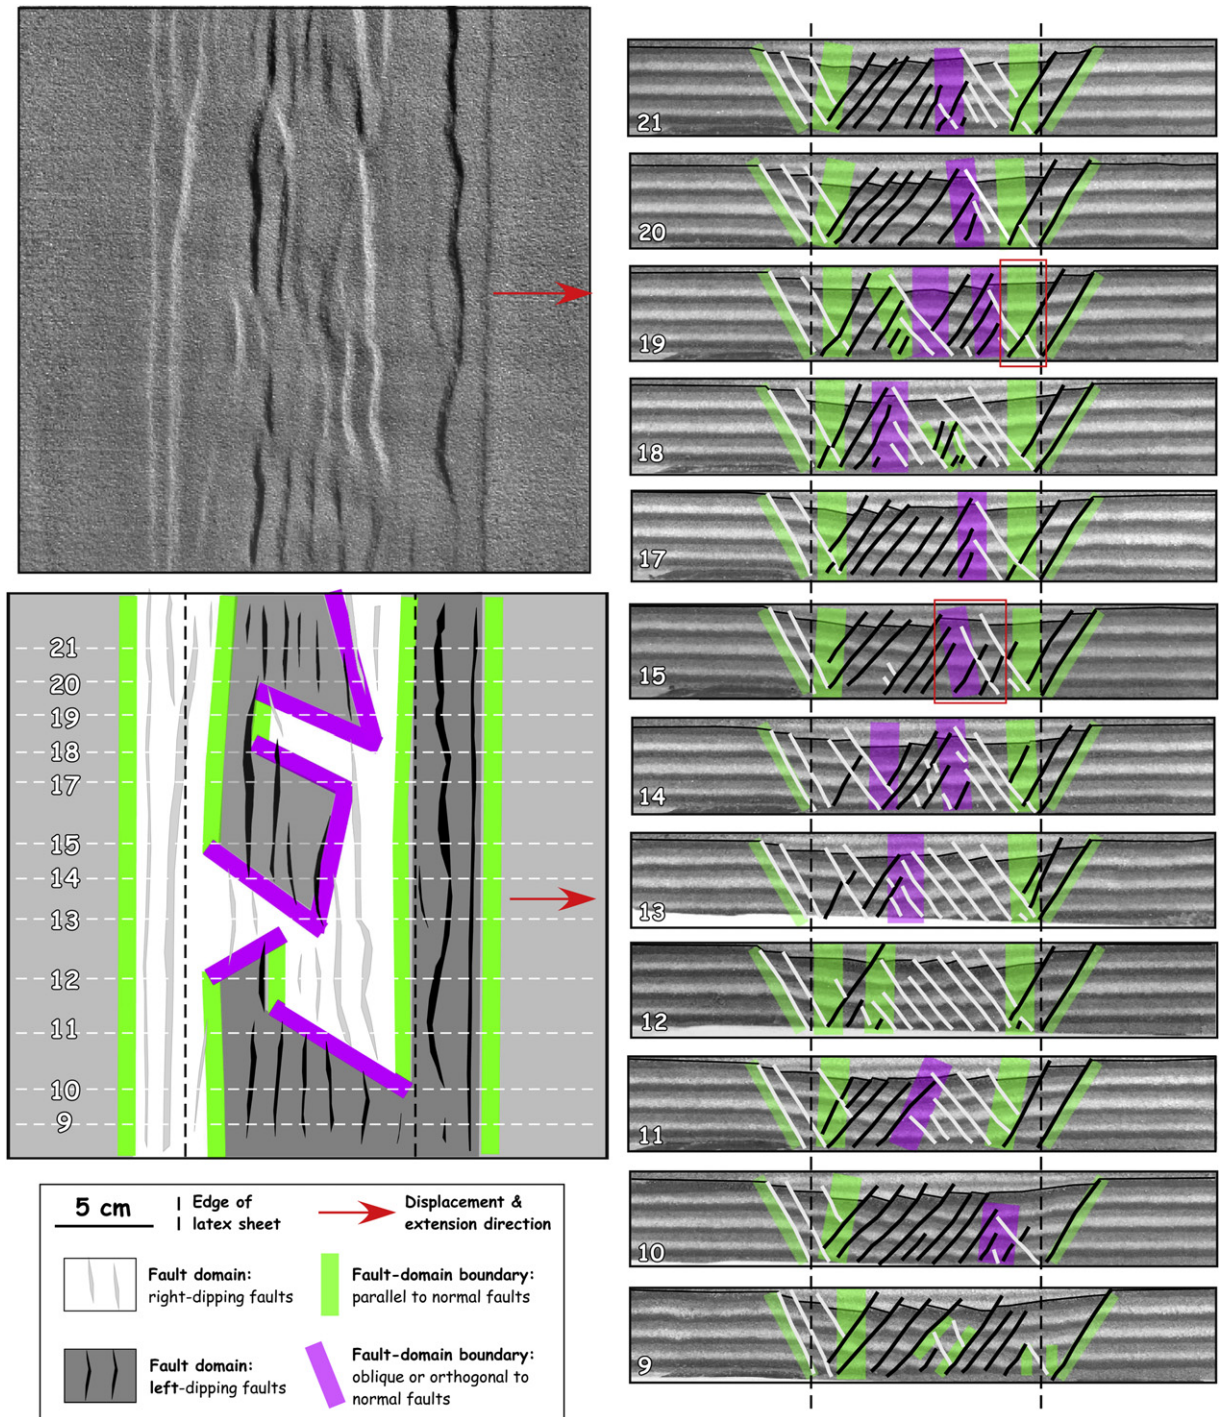 21
20
19
18
17
15
14
13
12
11
10
9
5 cm
Edge of
latex sheet
Displacement &
extension direction
Fault domain:
right-dipping faults
Fault-domain boundary:
parallel to normal faults
Fault domain:
left-dipping faults
Fault-domain boundary:
oblique or orthogonal to
normal faults
21
20
19
18
17
15
14
13
12
11
10
9